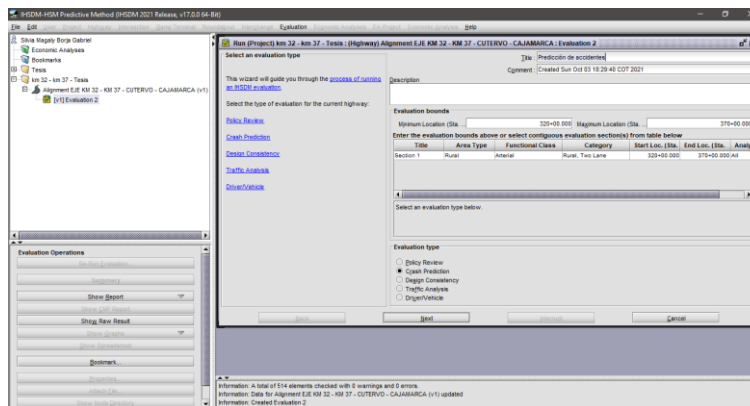 IHSDM-HSM Predictive Method (IHSDM 2021 Release, v17.0.0 64-Bit)
File Edit Evaluation Help
Silvia Magaly Borja Gabriel
Economic Analyses
Bookmarks
Tesis
km 32 - km 37 - Tesis
Alignment EJE KM 32 - KM 37 - CUTERVO - CAJAMARCA (v1)
[v1] Evaluation 2
Evaluation Operations
Summary
Show Report
Show Raw Result
Show Graphs
Show Spreadsheet
Bookmark...
Properties...
Attach File...
Run (Project) km 32 - km 37 - Tesis : (Highway) Alignment EJE KM 32 - KM 37 - CUTERVO - CAJAMARCA : Evaluation 2
Select an evaluation type
This wizard will guide you through the process of running
an IHSDM evaluation.
Select the type of evaluation for the current highway:
Policy Review
Crash Prediction
Design Consistency
Traffic Analysis
Driver/Vehicle
Title: Predicción de accidentes
Comment: Created Sun Oct 03 18:29:40 COT 2021
Description
Evaluation bounds
Minimum Location (Sta. ... 320+00.000 Maximum Location (Sta. ... 370+00.000
Enter the evaluation bounds above or select contiguous evaluation section(s) from table below
Title Area Type Functional Class Category Start Loc. (Sta. End Loc. (Sta. Analy
Section 1 Rural Arterial Rural, Two Lane 320+00.000 370+00.000 All
Select an evaluation type below.
Evaluation type
Policy Review
Crash Prediction
Design Consistency
Traffic Analysis
Driver/Vehicle
Back Next Interrupt Cancel
Information: A total of 514 elements checked with 0 warnings and 0 errors.
Information: Data for Alignment EJE KM 32 - KM 37 - CUTERVO - CAJAMARCA (v1) updated
Information: Created Evaluation 2